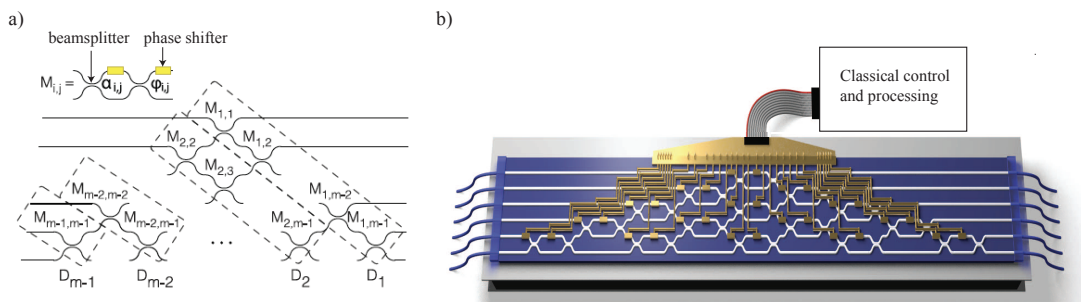 a)
beamsplitter
phase shifter
M i,j =
α i,j
φ i,j
M 1,1
M 2,2
M 1,2
M 2,3
M m-2,m-2
M 1,m-2
M m-1,m-1
M m-2,m-1
M 2,m-1
M 1,m-1
...
D m-1
D m-2
D 2
D 1
b)
Classical control
and processing